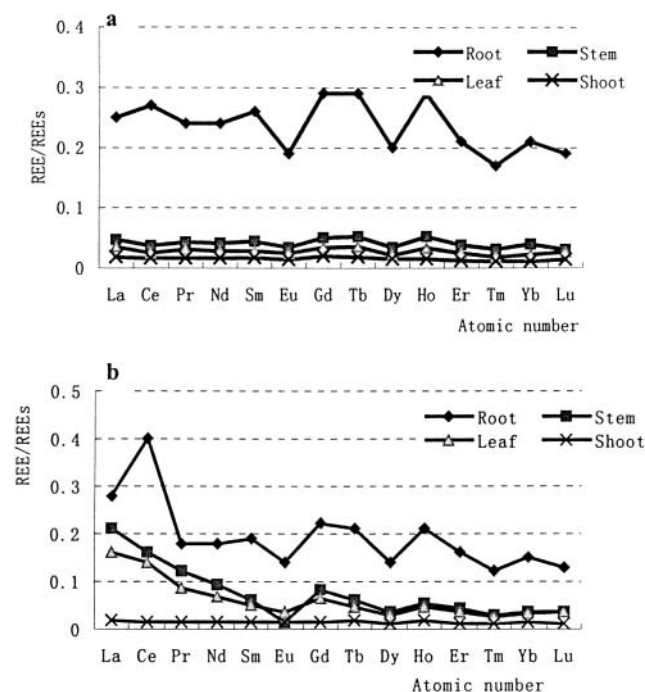 a
0.4
0.3
0.2
0.1
0
REE/REEs
Root Stem
Leaf Shoot
La Ce Pr Nd Sm Eu Gd Tb Dy Ho Er Tm Yb Lu
Atomic number
b
0.5
0.4
0.3
0.2
0.1
0
REE/REEs
Root Stem
Leaf Shoot
La Ce Pr Nd Sm Eu Gd Tb Dy Ho Er Tm Yb Lu
Atomic number